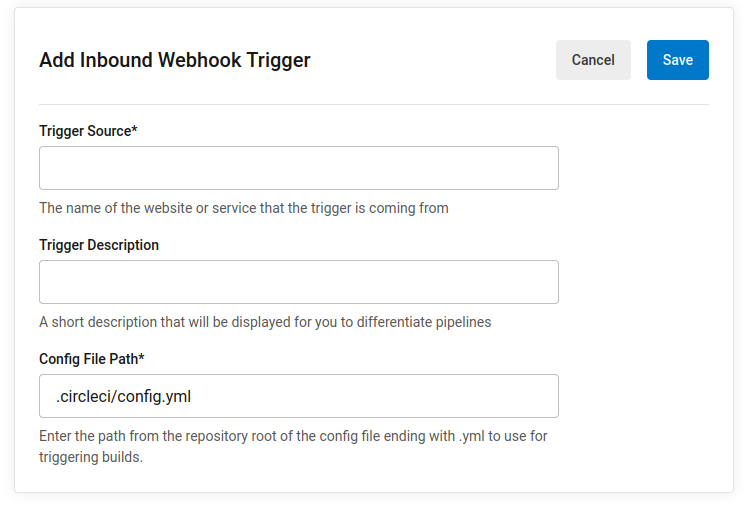 Add Inbound Webhook Trigger
Cancel
Save
Trigger Source*
The name of the website or service that the trigger is coming from
Trigger Description
A short description that will be displayed for you to differentiate pipelines
Config File Path*
.circleci/config.yml
Enter the path from the repository root of the config file ending with .yml to use for
triggering builds.